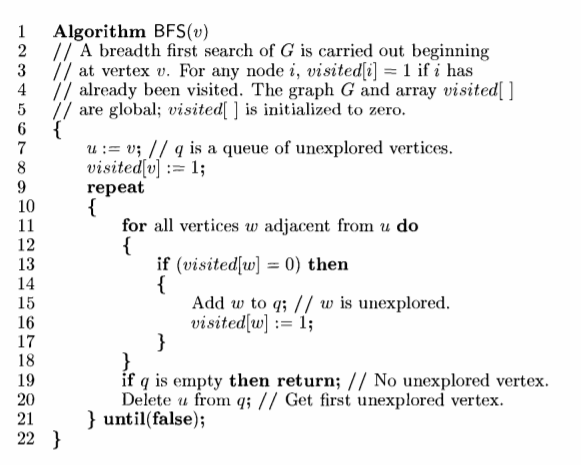 1 Algorithm BFS(v)
2 // A breadth first search of G is carried out beginning
3 // at vertex v. For any node i, visited[i] = 1 if i has
4 // already been visited. The graph G and array visited[ ]
5 // are global; visited[ ] is initialized to zero.
6 {
7 u := v; // q is a queue of unexplored vertices.
8 visited[v] := 1;
9 repeat
10 {
11 for all vertices w adjacent from u do
12 {
13 if (visited[w] = 0) then
14 {
15 Add w to q; // w is unexplored.
16 visited[w] := 1;
17 }
18 }
19 if q is empty then return; // No unexplored vertex.
20 Delete u from q; // Get first unexplored vertex.
21 } until(false);
22 }